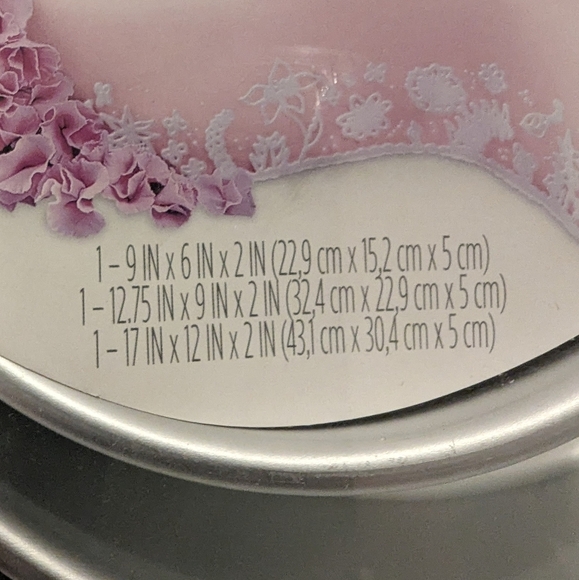 1 – 9 IN x 6 IN x 2 IN (22,9 cm x 15,2 cm x 5 cm)
1 – 12.75 IN x 9 IN x 2 IN (32,4 cm x 22,9 cm x 5 cm)
1 – 17 IN x 12 IN x 2 IN (43,1 cm x 30,4 cm x 5 cm)